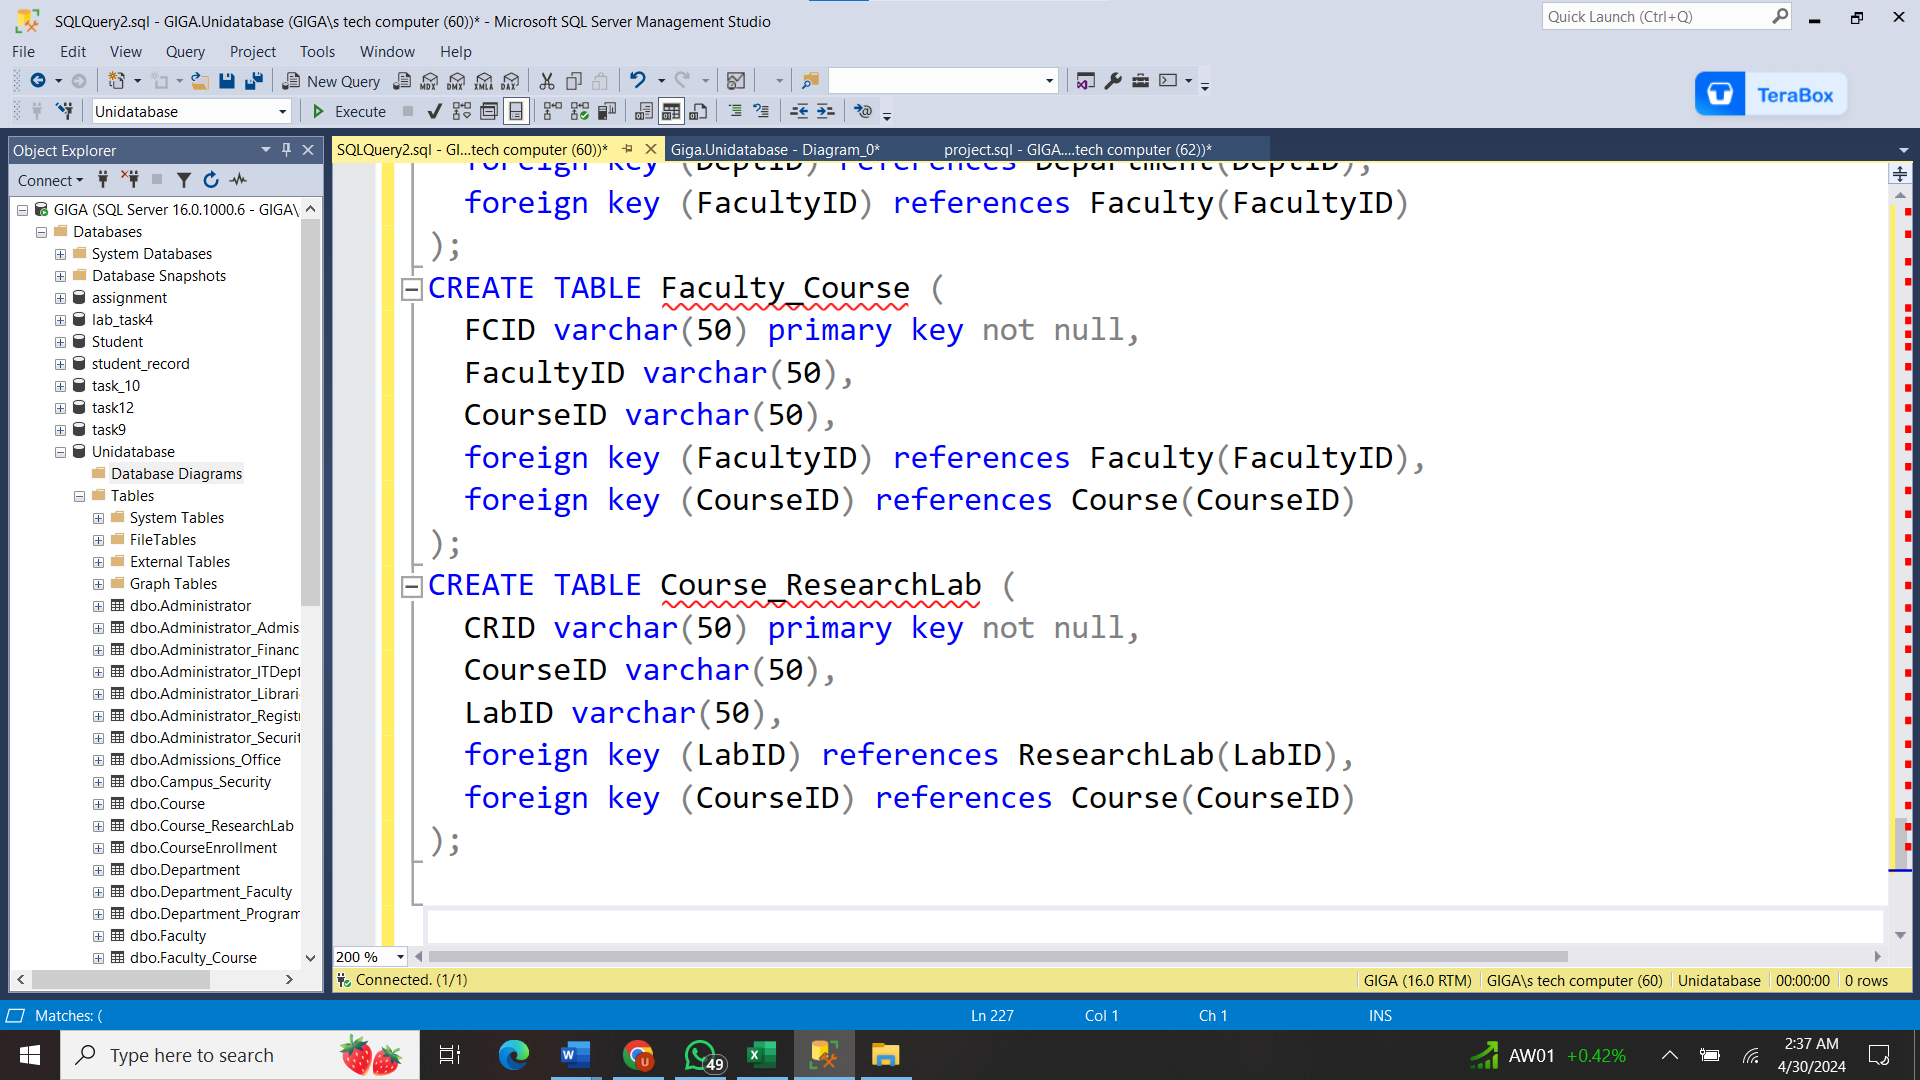 SQLQuery2.sql - GIGA.Unidatabase (GIGA\s tech computer (60))* - Microsoft SQL Server Management Studio
Quick Launch (Ctrl+Q)
File Edit View Query Project Tools Window Help
New Query MDX DMX XMLA DAX
TeraBox
Unidatabase Execute
Object Explorer
SQLQuery2.sql - GI...tech computer (60))* Giga.Unidatabase - Diagram_0* project.sql - GIGA....tech computer (62))*
Connect
GIGA (SQL Server 16.0.1000.6 - GIGA\
Databases
System Databases
Database Snapshots
assignment
lab_task4
Student
student_record
task_10
task12
task9
Unidatabase
Database Diagrams
Tables
System Tables
FileTables
External Tables
Graph Tables
dbo.Administrator
dbo.Administrator_Admis
dbo.Administrator_Financ
dbo.Administrator_ITDept
dbo.Administrator_Librari
dbo.Administrator_Registr
dbo.Administrator_Securit
dbo.Admissions_Office
dbo.Campus_Security
dbo.Course
dbo.Course_ResearchLab
dbo.CourseEnrollment
dbo.Department
dbo.Department_Faculty
dbo.Department_Program
dbo.Faculty
dbo.Faculty_Course
foreign key (DeptID) references Department(DeptID),
foreign key (FacultyID) references Faculty(FacultyID)
);
CREATE TABLE Faculty_Course (
FCID varchar(50) primary key not null,
FacultyID varchar(50),
CourseID varchar(50),
foreign key (FacultyID) references Faculty(FacultyID),
foreign key (CourseID) references Course(CourseID)
);
CREATE TABLE Course_ResearchLab (
CRID varchar(50) primary key not null,
CourseID varchar(50),
LabID varchar(50),
foreign key (LabID) references ResearchLab(LabID),
foreign key (CourseID) references Course(CourseID)
);
200 %
Connected. (1/1) GIGA (16.0 RTM) GIGA\s tech computer (60) Unidatabase 00:00:00 0 rows
Matches: ( Ln 227 Col 1 Ch 1 INS
Type here to search 49 AW01 +0.42% 2:37 AM
4/30/2024